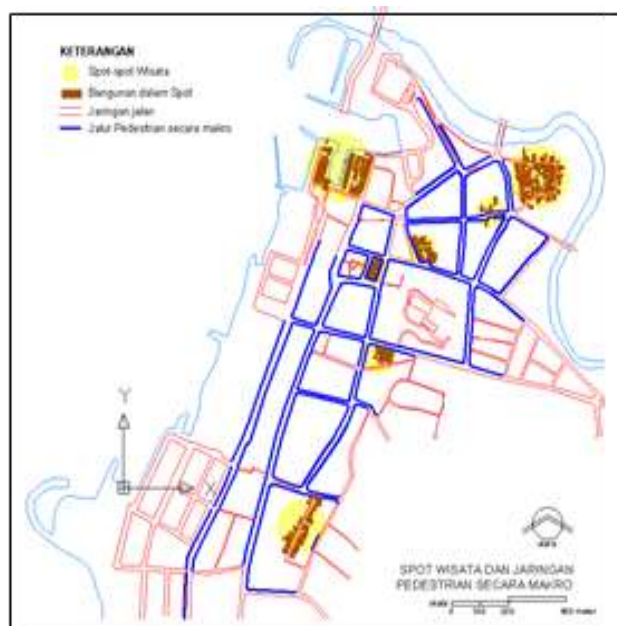 KETERANGAN
Spot-spot Wisata
Bangunan dalam Spot
Jaringan jalan
Jalur Pedestrian secara makro
Y
X
SPOT WISATA DAN JARINGAN
PEDESTRIAN SECARA MAKRO